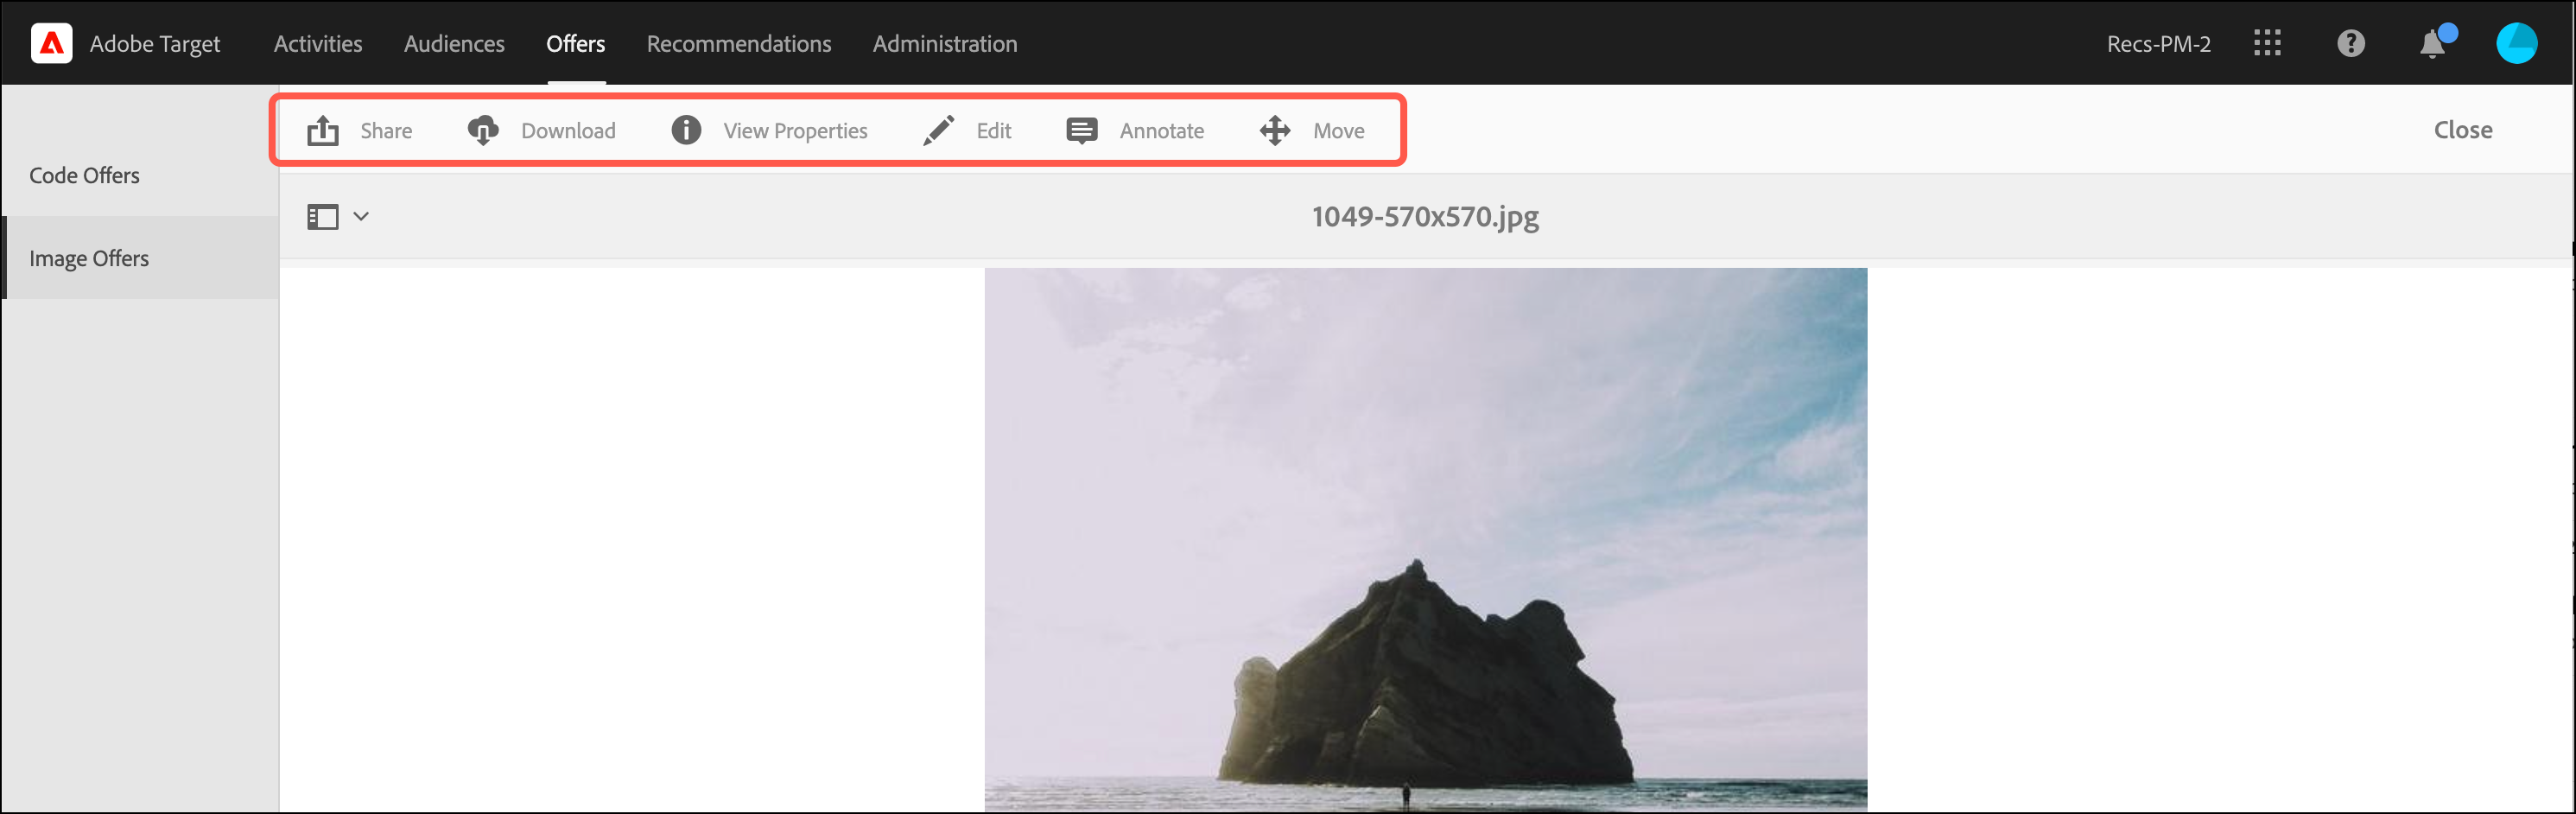 Adobe Target Activities Audiences Offers Recommendations Administration Recs-PM-2
Share Download View Properties Edit Annotate Move Close
Code Offers
1049-570x570.jpg
Image Offers